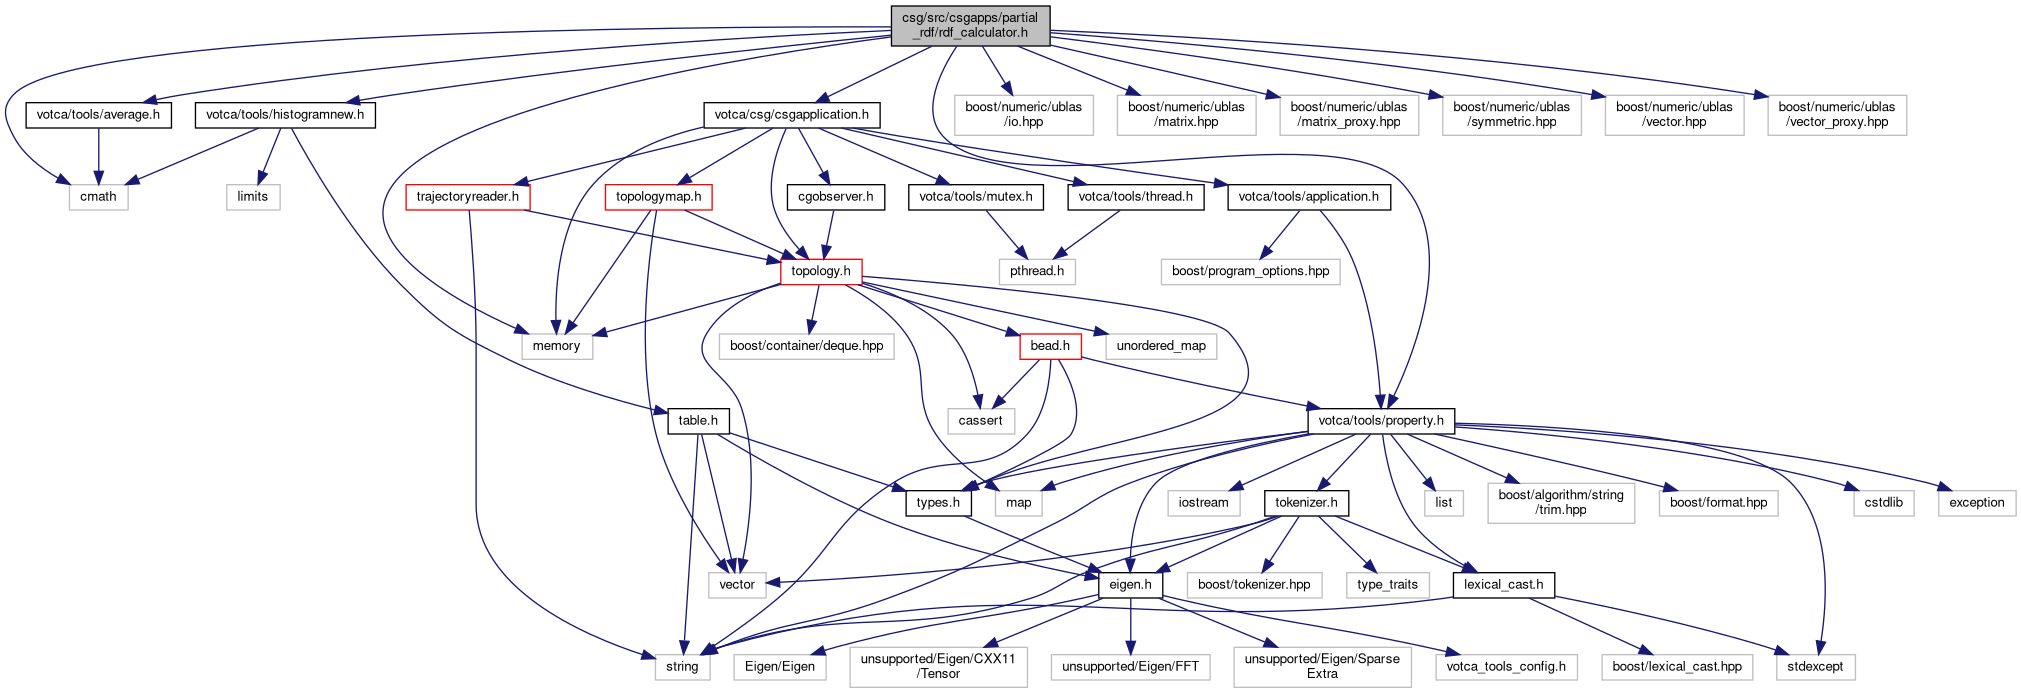 csg/src/csgapps/partial
_rdf/rdf_calculator.h
votca/tools/average.h
votca/tools/histogramnew.h
votca/csg/csgapplication.h
boost/numeric/ublas
/io.hpp
boost/numeric/ublas
/matrix.hpp
boost/numeric/ublas
/matrix_proxy.hpp
boost/numeric/ublas
/symmetric.hpp
boost/numeric/ublas
/vector.hpp
boost/numeric/ublas
/vector_proxy.hpp
cmath
limits
trajectoryreader.h
topologymap.h
cgobserver.h
votca/tools/mutex.h
votca/tools/thread.h
votca/tools/application.h
topology.h
pthread.h
boost/program_options.hpp
memory
boost/container/deque.hpp
bead.h
unordered_map
table.h
cassert
votca/tools/property.h
types.h
map
iostream
tokenizer.h
list
boost/algorithm/string
/trim.hpp
boost/format.hpp
cstdlib
exception
vector
eigen.h
boost/tokenizer.hpp
type_traits
lexical_cast.h
string
Eigen/Eigen
unsupported/Eigen/CXX11
/Tensor
unsupported/Eigen/FFT
unsupported/Eigen/Sparse
Extra
votca_tools_config.h
boost/lexical_cast.hpp
stdexcept